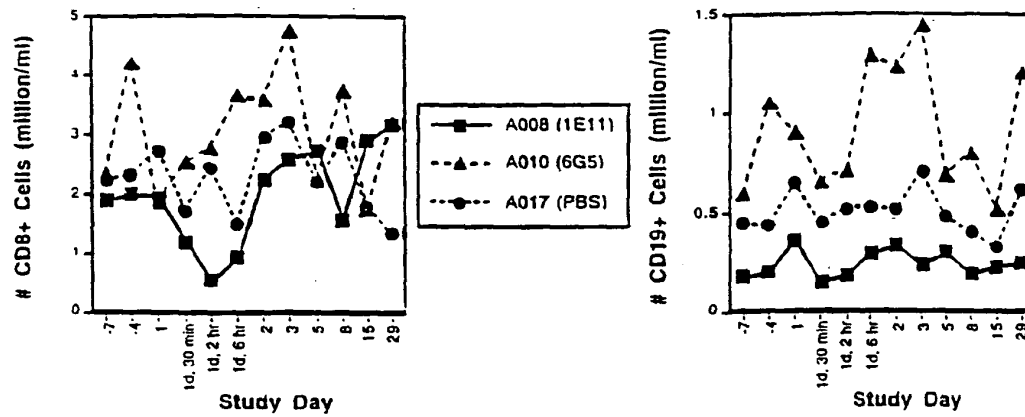 # CD8+ Cells (million/ml)
5
4
3
2
1
0
-7
-4
1
1d, 30 min
1d, 2 hr
1d, 6 hr
2
3
5
8
15
29
Study Day
A008 (1E11)
A010 (6G5)
A017 (PBS)
# CD19+ Cells (million/ml)
1.5
1
0.5
0
-7
-4
1
1d, 30 min
1d, 2 hr
1d, 6 hr
2
3
5
8
15
29
Study Day